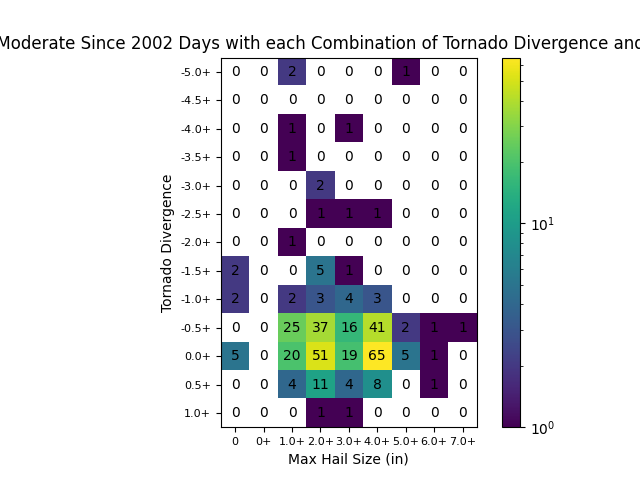 Moderate Since 2002 Days with each Combination of Tornado Divergence and
-5.0+ 0 0 2 0 0 0 1 0 0
-4.5+ 0 0 0 0 0 0 0 0 0
-4.0+ 0 0 1 0 1 0 0 0 0
-3.5+ 0 0 1 0 0 0 0 0 0
-3.0+ 0 0 0 2 0 0 0 0 0
-2.5+ 0 0 0 1 1 1 0 0 0
-2.0+ 0 0 1 0 0 0 0 0 0
-1.5+ 2 0 0 5 1 0 0 0 0
-1.0+ 2 0 2 3 4 3 0 0 0
-0.5+ 0 0 25 37 16 41 2 1 1
0.0+ 5 0 20 51 19 65 5 1 0
0.5+ 0 0 4 11 4 8 0 1 0
1.0+ 0 0 0 1 1 0 0 0 0
0 0+ 1.0+ 2.0+ 3.0+ 4.0+ 5.0+ 6.0+ 7.0+
Max Hail Size (in)
Tornado Divergence
10¹
10⁰